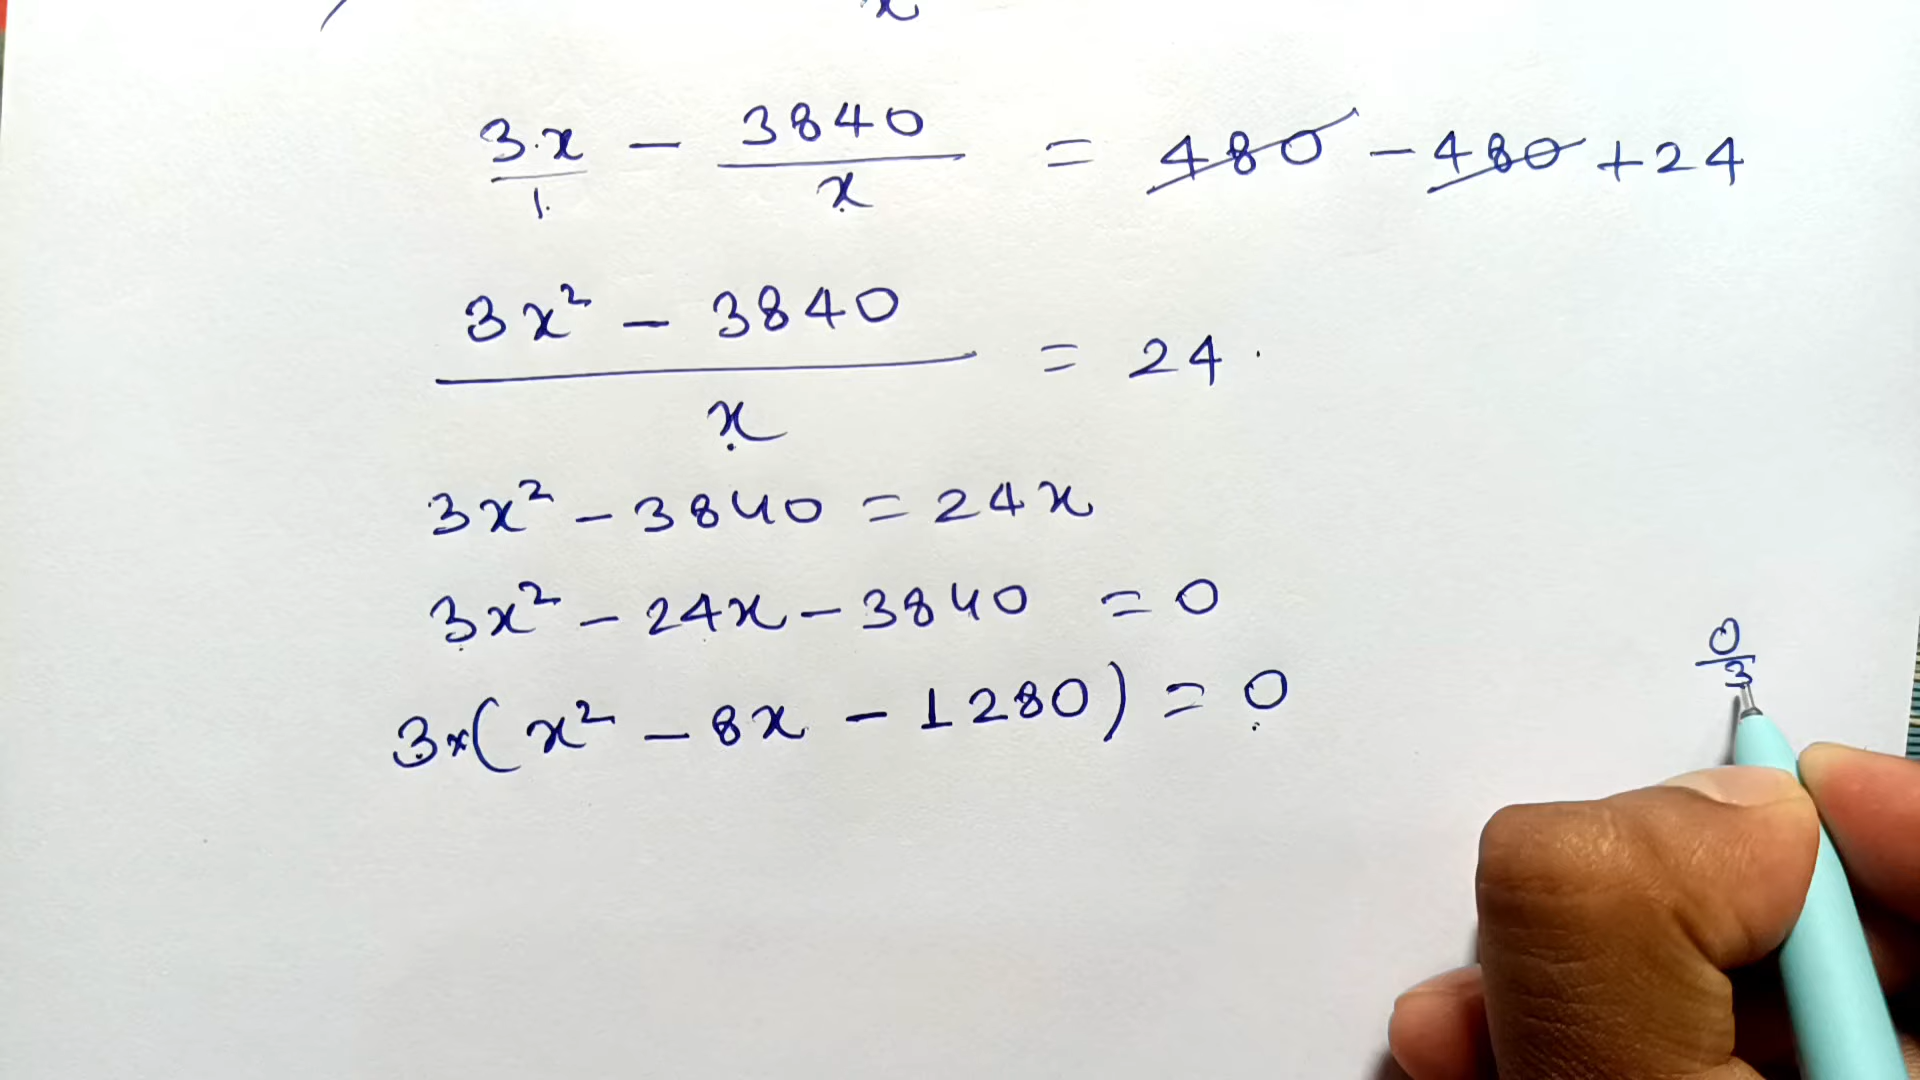 x
3.x/1 - 3840/x = 480 - 480 + 24
3x² - 3840 / x = 24
3x² - 3840 = 24x
3x² - 24x - 3840 = 0
3×(x² - 8x - 1280) = 0
0/3